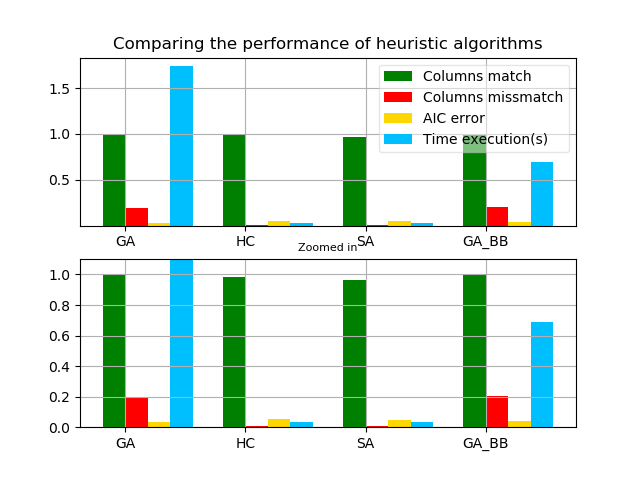 Comparing the performance of heuristic algorithms
Columns match
Columns missmatch
AIC error
Time execution(s)
1.5
1.0
0.5
GA HC SA GA_BB
Zoomed in
1.0
0.8
0.6
0.4
0.2
0.0
GA HC SA GA_BB